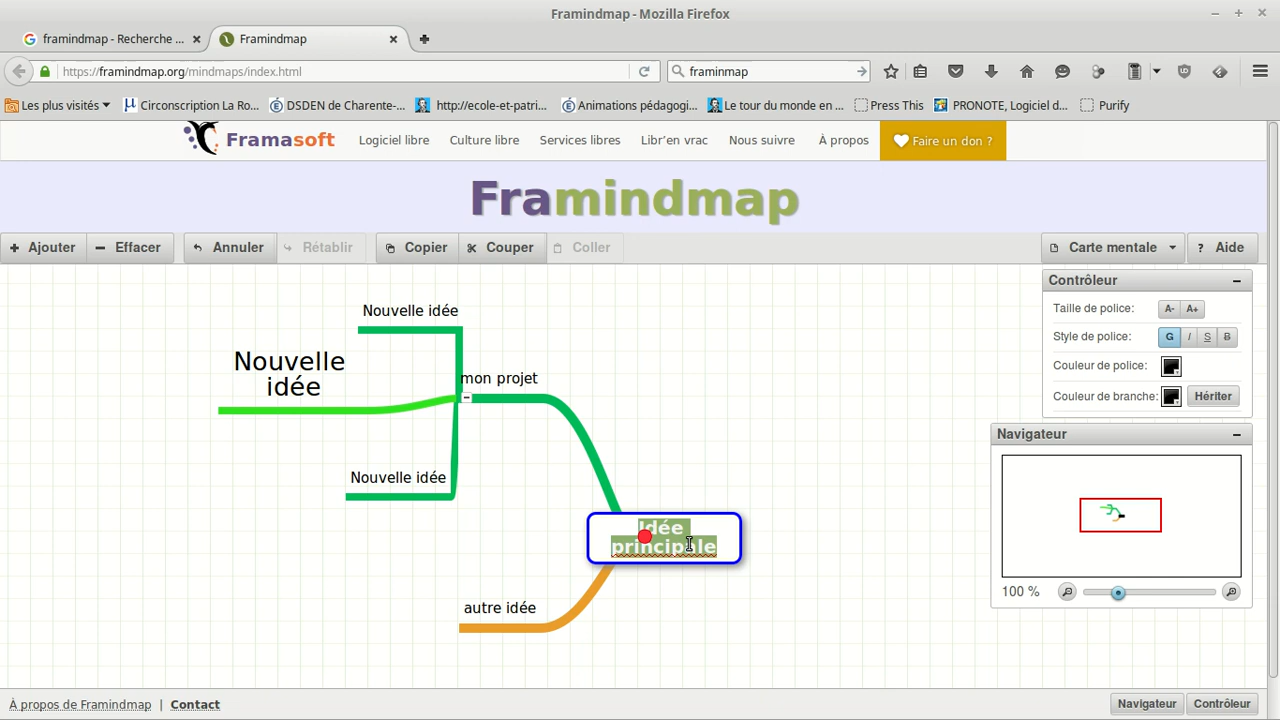 Framindmap - Mozilla Firefox
framindmap - Recherche ...
Framindmap
https://framindmap.org/mindmaps/index.html
framinmap
Les plus visités
Circonscription La Ro...
DSDEN de Charente-...
http://ecole-et-patri...
Animations pédagogi...
Le tour du monde en ...
Press This
PRONOTE, Logiciel d...
Purify
Framasoft
Logiciel libre
Culture libre
Services libres
Libr'en vrac
Nous suivre
À propos
Faire un don ?
Framindmap
Ajouter
Effacer
Annuler
Rétablir
Copier
Couper
Coller
Carte mentale
? Aide
Contrôleur
Taille de police: A- A+
Style de police: G I S B
Couleur de police:
Couleur de branche: Hériter
Navigateur
100 %
Nouvelle idée
Nouvelle
idée
mon projet
Nouvelle idée
Idée
principale
autre idée
À propos de Framindmap | Contact
Navigateur
Contrôleur